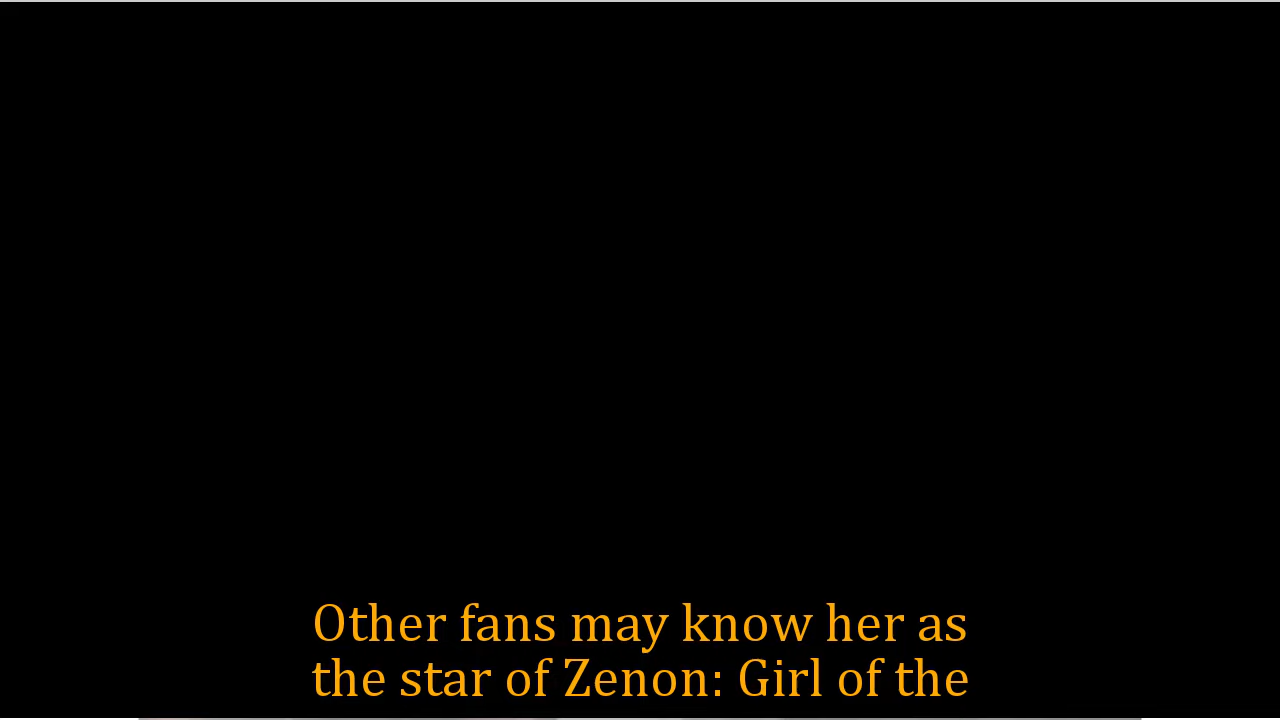 Other fans may know her as
the star of Zenon: Girl of the